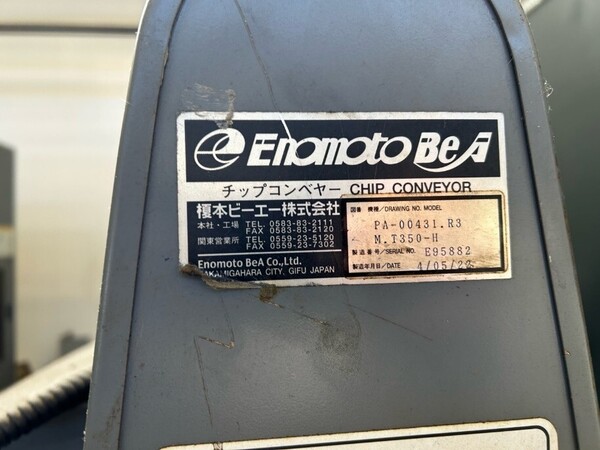 Enomoto BeA
チップコンベヤー CHIP CONVEYOR
榎本ビーエー株式会社
本社・工場 TEL 0583-83-2111
FAX 0583-83-2120
関東営業所 TEL 0559-23-5120
FAX 0559-23-7302
Enomoto BeA Co., Ltd.
KAKAMIGAHARA CITY, GIFU JAPAN
図番 機種/DRAWING NO. MODEL
PA-00431.R3
M.T350-H
製造番号/SERIAL NO. E95882
製造年月日/DATE 4/05/28